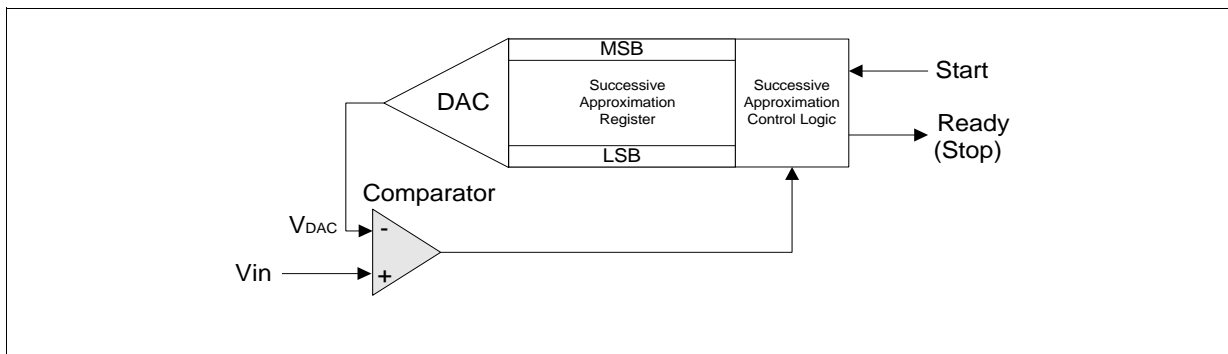 MSB
DAC
Successive
Approximation
Register
LSB
Successive
Approximation
Control Logic
Start
Ready
(Stop)
Comparator
VDAC
-
Vin
+